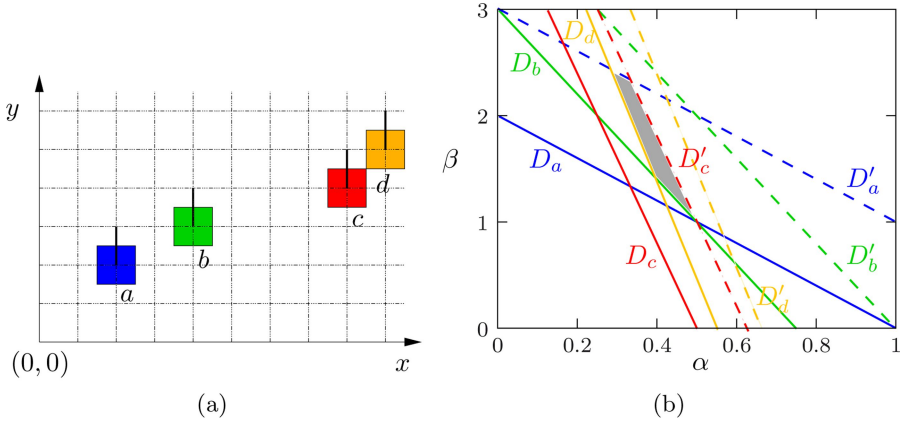 y
a
b
c
d
(0, 0)
x
(a)
3
2
β
1
0
D_b
D_d
D_a
D_c
D'_c
D'_a
D'_b
D'_d
0
0.2
0.4
0.6
0.8
1
α
(b)